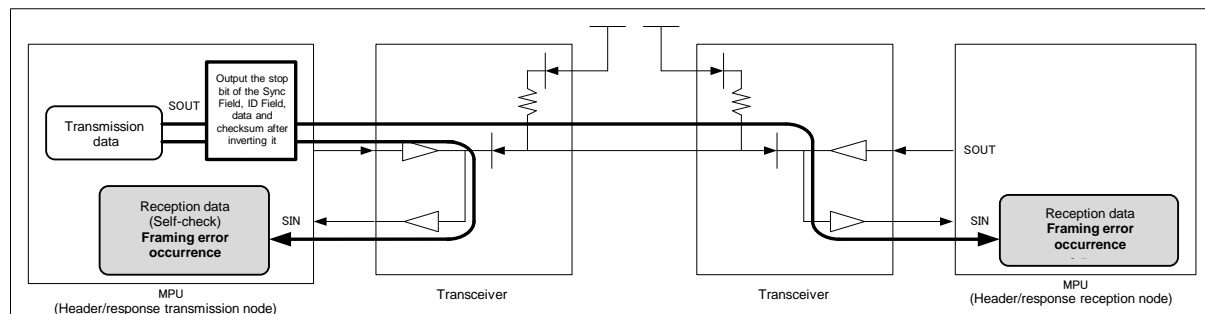 SOUT
Output the stop
bit of the Sync
Field, ID Field,
data and
checksum after
inverting it
Transmission
data
SOUT
Reception data
(Self-check)
Framing error
occurrence
SIN
SIN
Reception data
Framing error
occurrence
MPU
(Header/response transmission node)
Transceiver
Transceiver
MPU
(Header/response reception node)